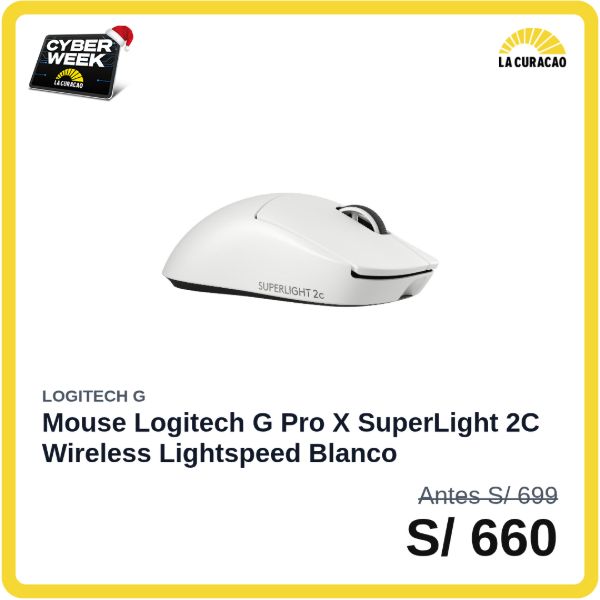 CYBER
WEEK
LA CURACAO
LA CURACAO
SUPERLIGHT 2c
LOGITECH G
Mouse Logitech G Pro X SuperLight 2C
Wireless Lightspeed Blanco
Antes S/ 699
S/ 660